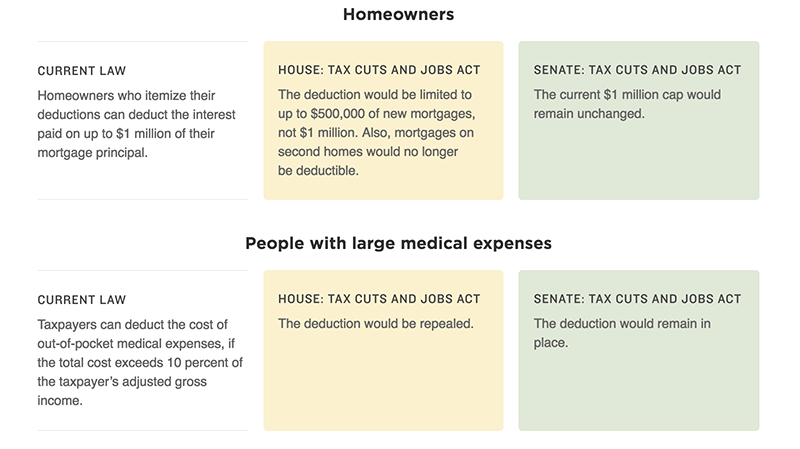 Homeowners
CURRENT LAW
Homeowners who itemize their
deductions can deduct the interest
paid on up to $1 million of their
mortgage principal.
HOUSE: TAX CUTS AND JOBS ACT
The deduction would be limited to
up to $500,000 of new mortgages,
not $1 million. Also, mortgages on
second homes would no longer
be deductible.
SENATE: TAX CUTS AND JOBS ACT
The current $1 million cap would
remain unchanged.
People with large medical expenses
CURRENT LAW
Taxpayers can deduct the cost of
out-of-pocket medical expenses, if
the total cost exceeds 10 percent of
the taxpayer’s adjusted gross
income.
HOUSE: TAX CUTS AND JOBS ACT
The deduction would be repealed.
SENATE: TAX CUTS AND JOBS ACT
The deduction would remain in
place.